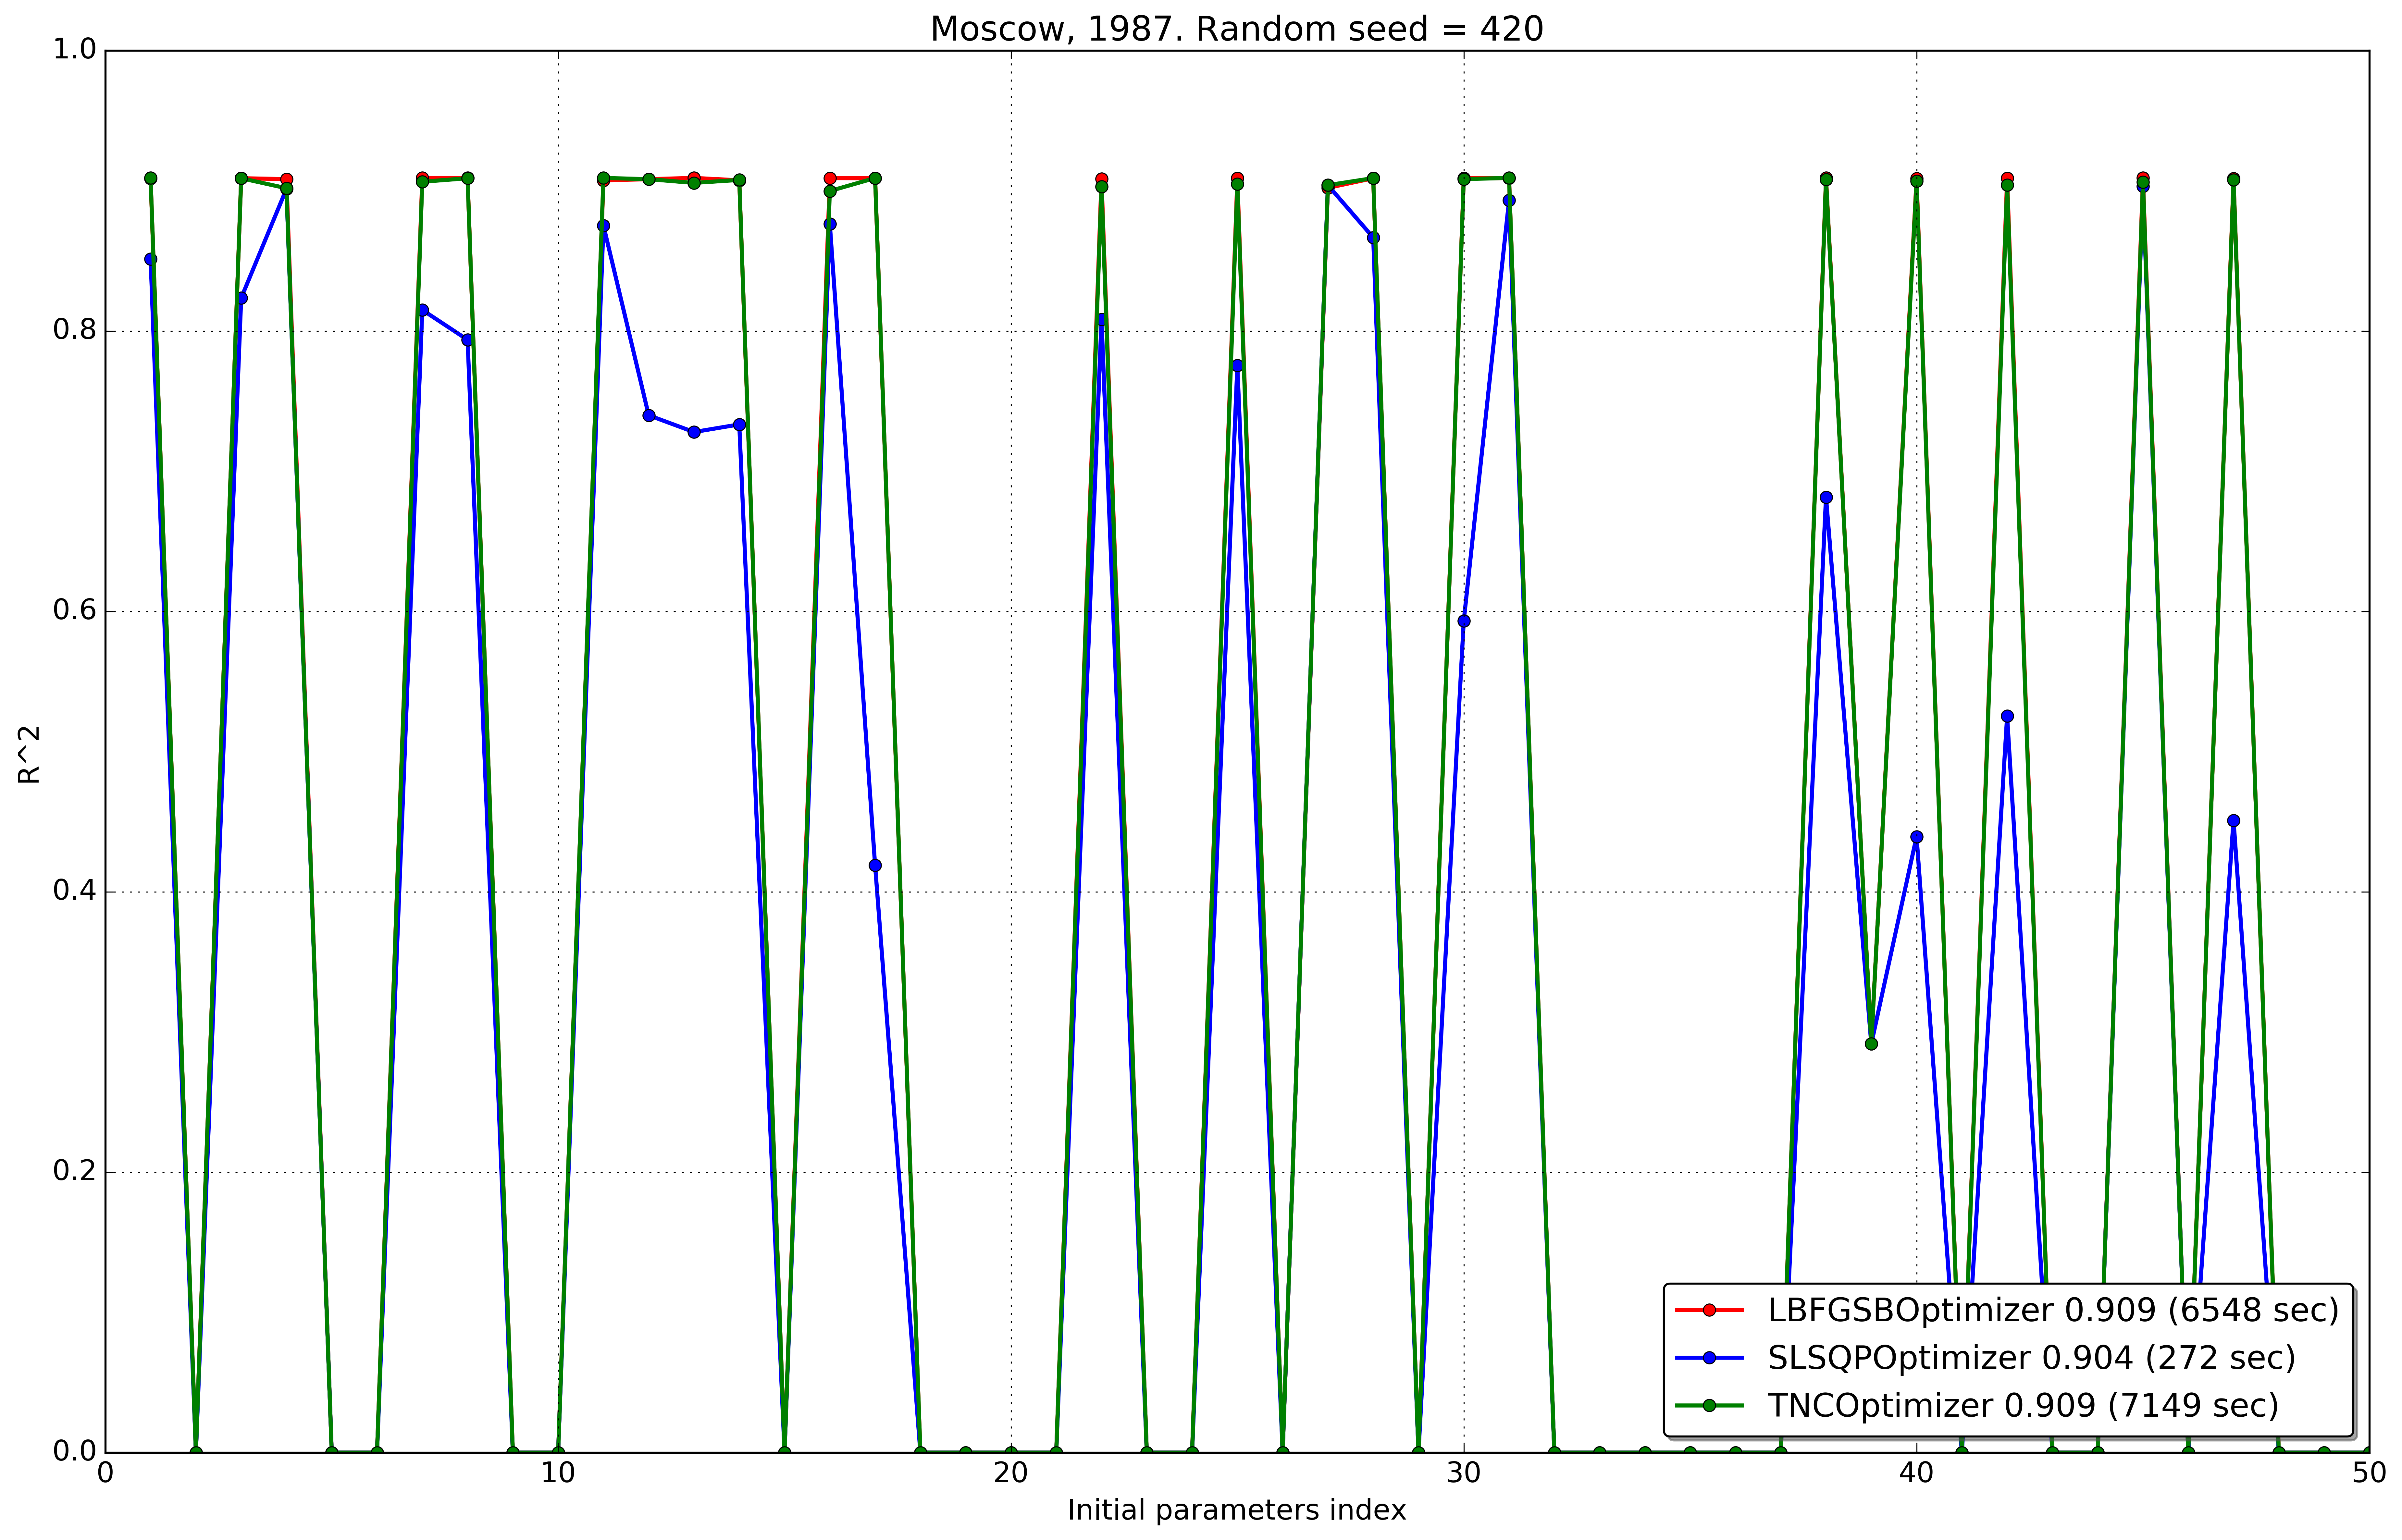 Moscow, 1987. Random seed = 420
1.0
0.8
0.6
0.4
0.2
0.0
R^2
0 10 20 30 40 50
Initial parameters index
LBFGSBOptimizer 0.909 (6548 sec)
SLSQPOptimizer 0.904 (272 sec)
TNCOptimizer 0.909 (7149 sec)